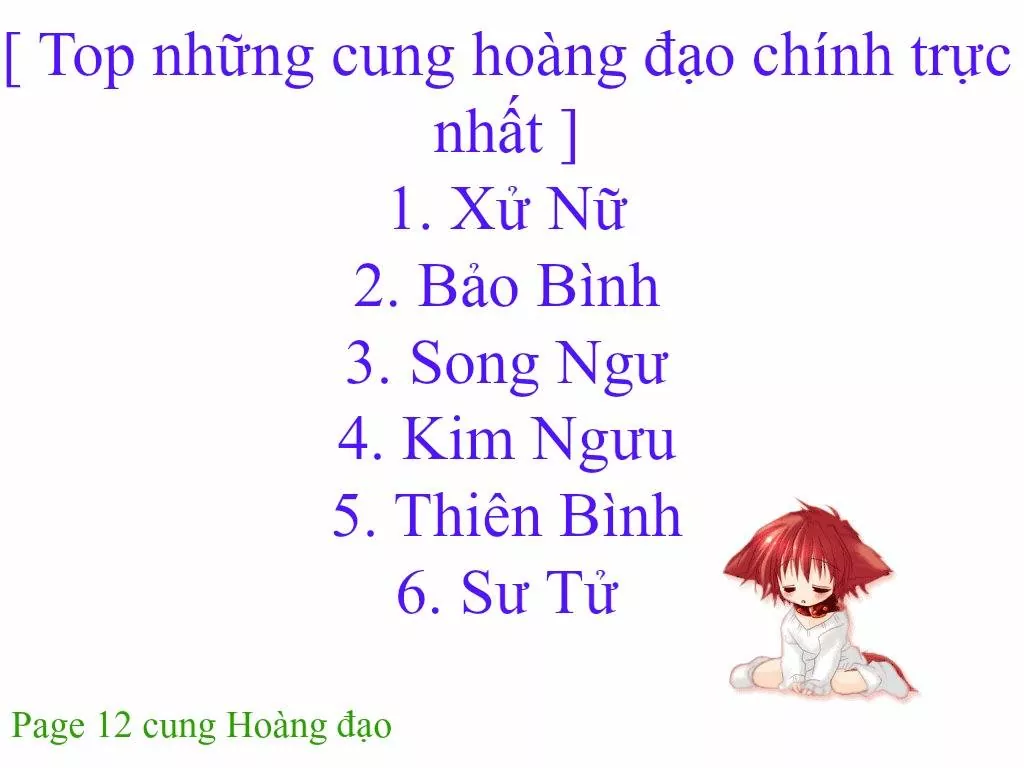 [ Top những cung hoàng đạo chính trực
nhất ]
1. Xử Nữ
2. Bảo Bình
3. Song Ngư
4. Kim Ngưu
5. Thiên Bình
6. Sư Tử
Page 12 cung Hoàng đạo